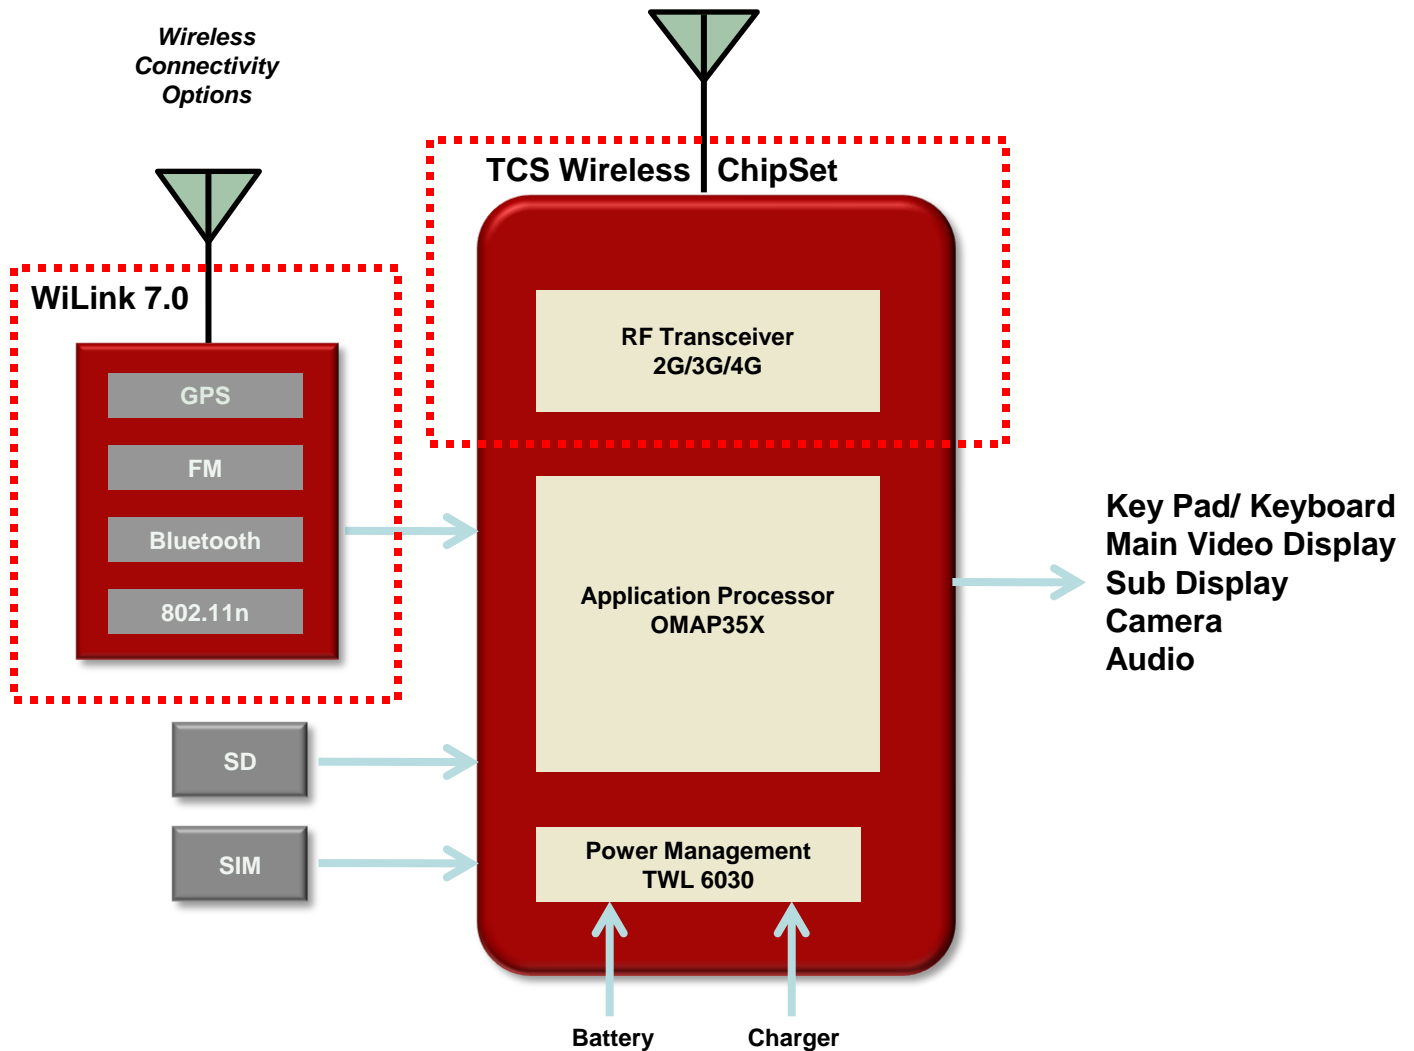 Wireless
Connectivity
Options
TCS Wireless ChipSet
WiLink 7.0
GPS
FM
Bluetooth
802.11n
SD
SIM
RF Transceiver
2G/3G/4G
Application Processor
OMAP35X
Power Management
TWL 6030
Battery
Charger
Key Pad/ Keyboard
Main Video Display
Sub Display
Camera
Audio